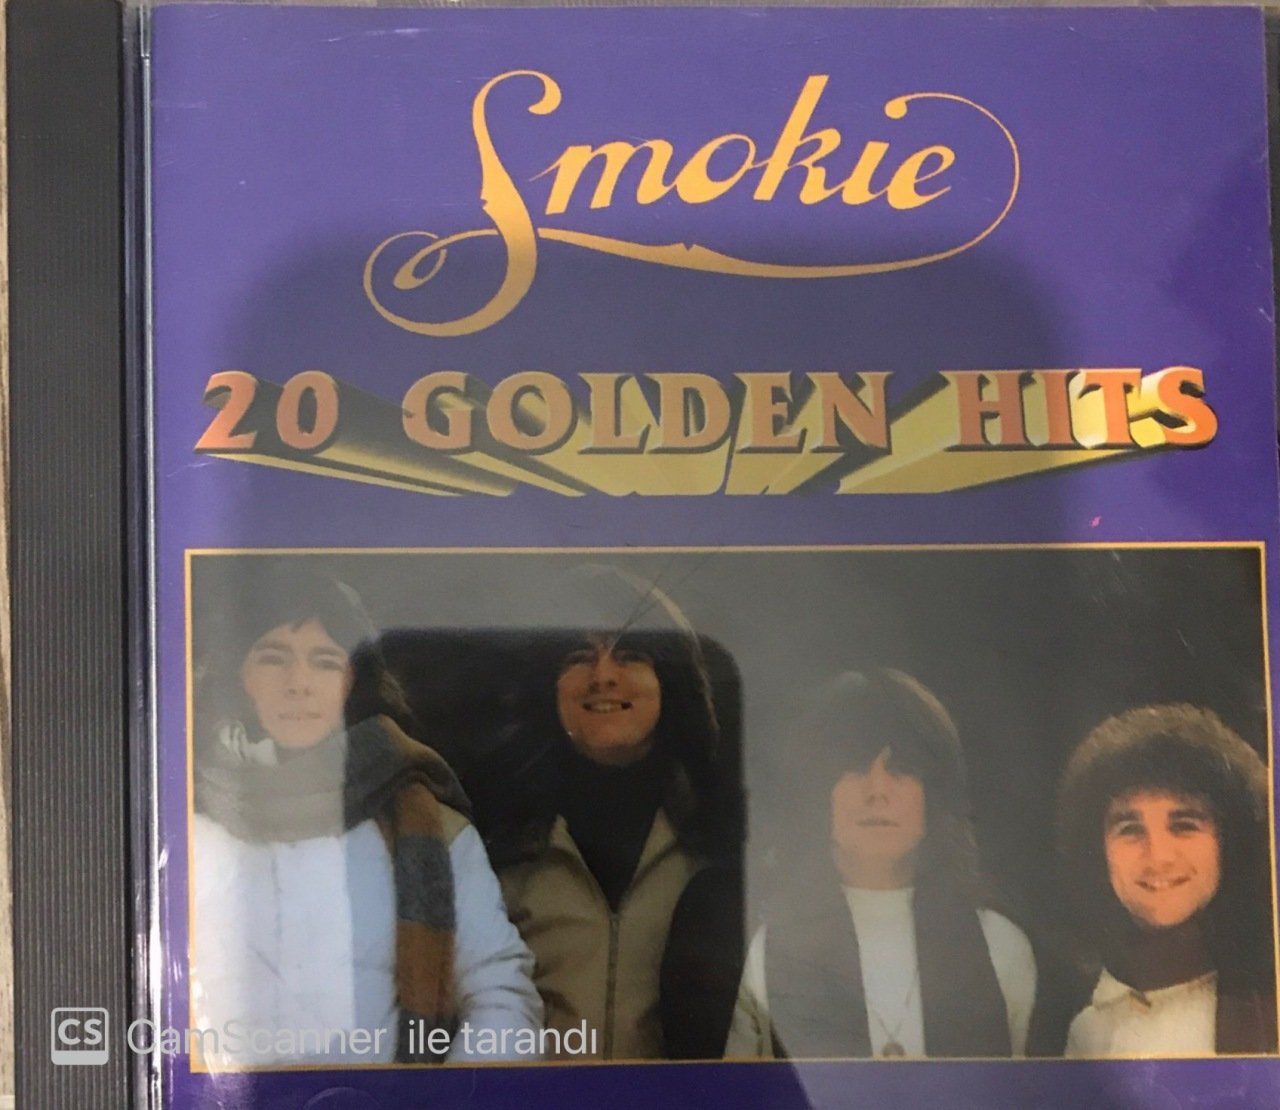 Smokie
20 GOLDEN HITS
CS CamScanner ile tarandı